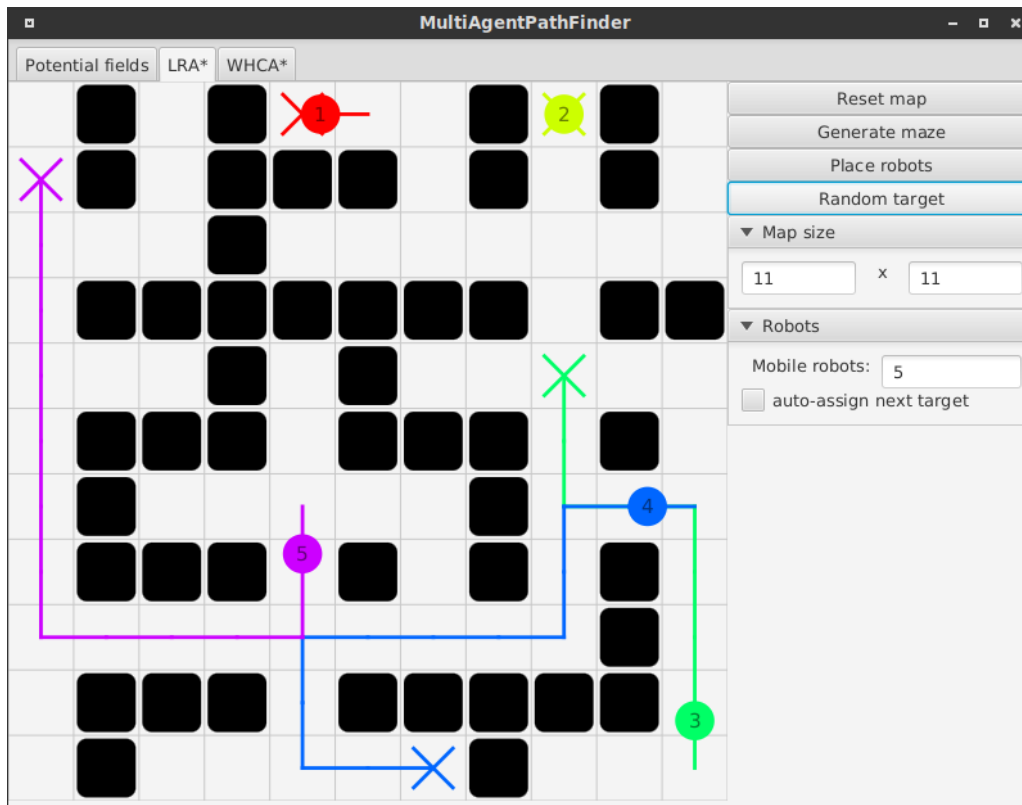 MultiAgentPathFinder
Potential fields LRA* WHCA*
1
2
Reset map
Generate maze
Place robots
Random target
Map size
11 x 11
Robots
Mobile robots: 5
auto-assign next target
4
5
3